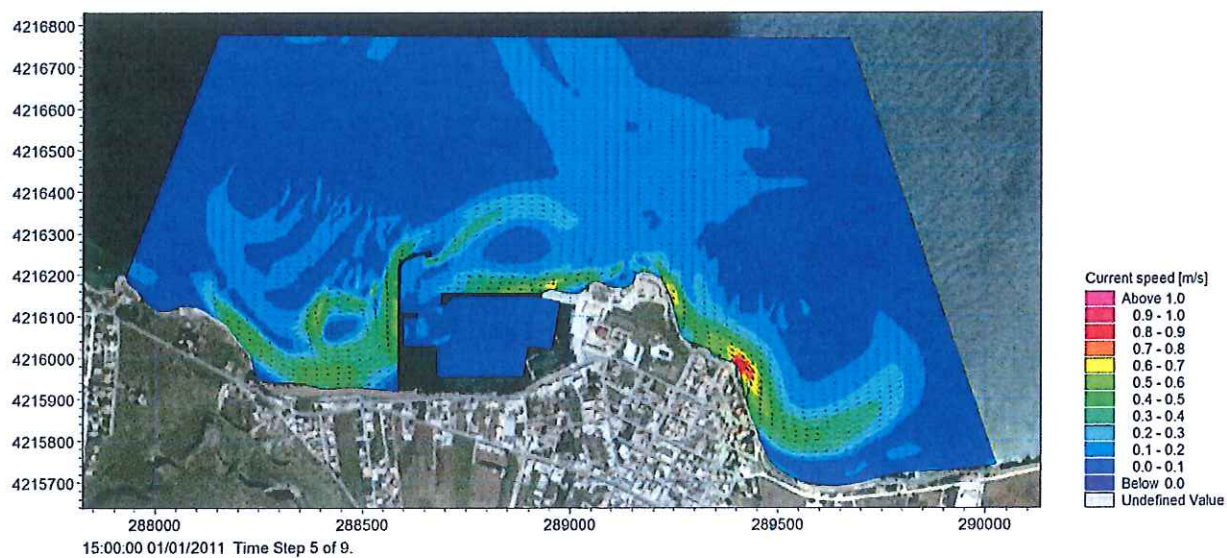 4216800
4216700
4216600
4216500
4216400
4216300
4216200
4216100
4216000
4215900
4215800
4215700
288000 288500 289000 289500 290000
15:00:00 01/01/2011 Time Step 5 of 9.
Current speed [m/s]
Above 1.0
0.9 - 1.0
0.8 - 0.9
0.7 - 0.8
0.6 - 0.7
0.5 - 0.6
0.4 - 0.5
0.3 - 0.4
0.2 - 0.3
0.1 - 0.2
0.0 - 0.1
Below 0.0
Undefined Value